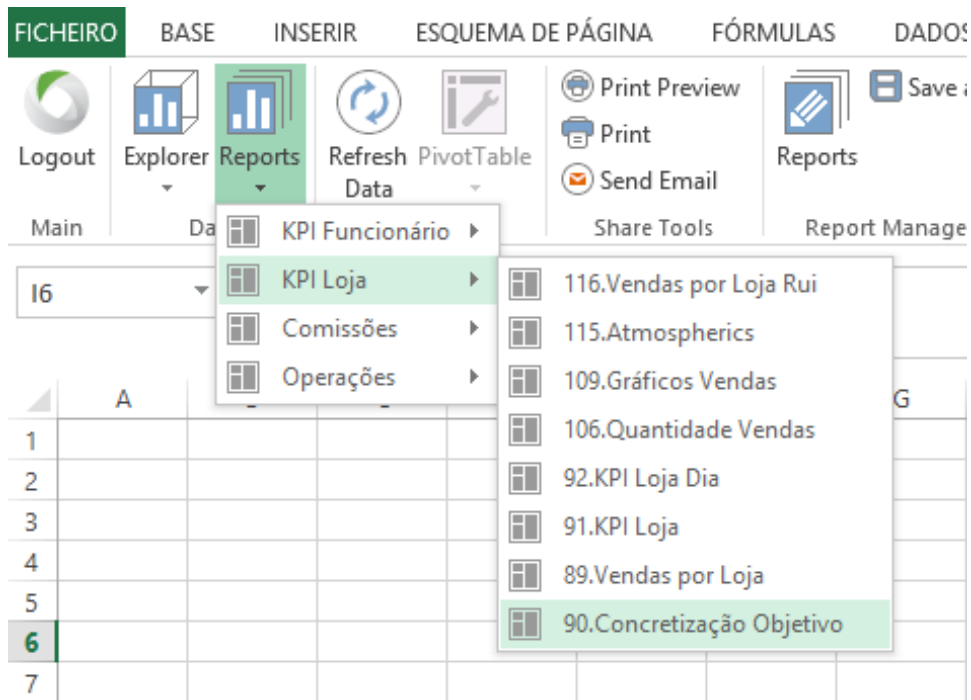 FICHEIRO BASE INSERIR ESQUEMA DE PÁGINA FÓRMULAS DADOS
Logout
Explorer
Reports
Refresh
Data
PivotTable
Print Preview
Print
Send Email
Reports
Save
Main
Da
Share Tools
Report Manage
I6
KPI Funcionário
KPI Loja
Comissões
Operações
116.Vendas por Loja Rui
115.Atmospherics
109.Gráficos Vendas
106.Quantidade Vendas
92.KPI Loja Dia
91.KPI Loja
89.Vendas por Loja
90.Concretização Objetivo
A G
1
2
3
4
5
6
7